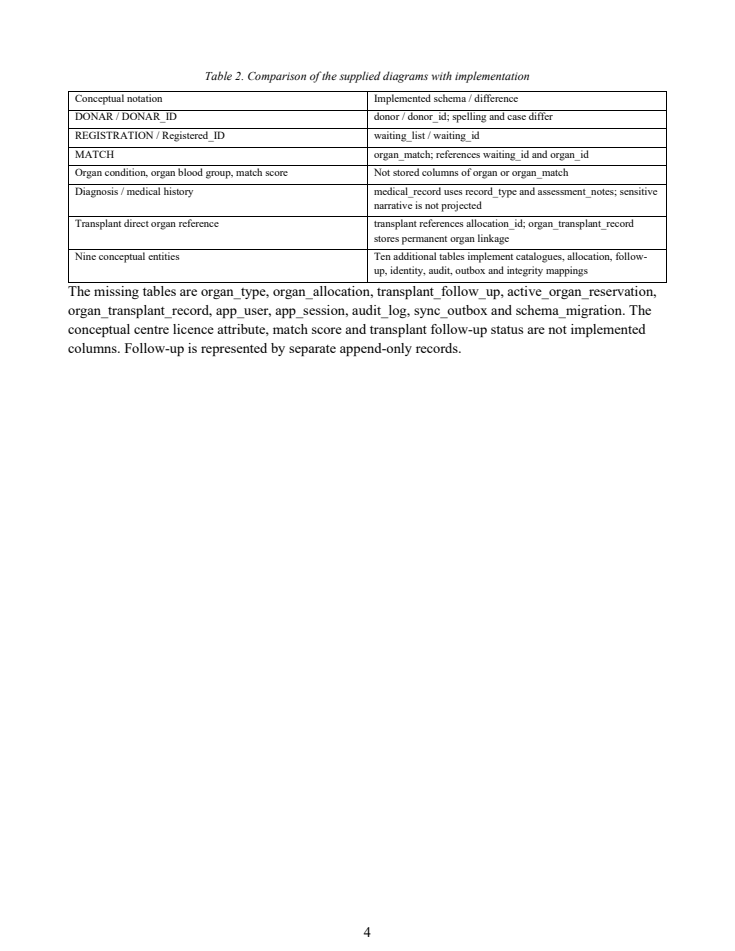 Table 2. Comparison of the supplied diagrams with implementation
Conceptual notation
Implemented schema / difference
DONAR / DONAR_ID
donor / donor_id; spelling and case differ
REGISTRATION / Registered_ID
waiting_list / waiting_id
MATCH
organ_match; references waiting_id and organ_id
Organ condition, organ blood group, match score
Not stored columns of organ or organ_match
Diagnosis / medical history
medical_record uses record_type and assessment_notes; sensitive
narrative is not projected
Transplant direct organ reference
transplant references allocation_id; organ_transplant_record
stores permanent organ linkage
Nine conceptual entities
Ten additional tables implement catalogues, allocation, follow-
up, identity, audit, outbox and integrity mappings
The missing tables are organ_type, organ_allocation, transplant_follow_up, active_organ_reservation,
organ_transplant_record, app_user, app_session, audit_log, sync_outbox and schema_migration. The
conceptual centre licence attribute, match score and transplant follow-up status are not implemented
columns. Follow-up is represented by separate append-only records.
4